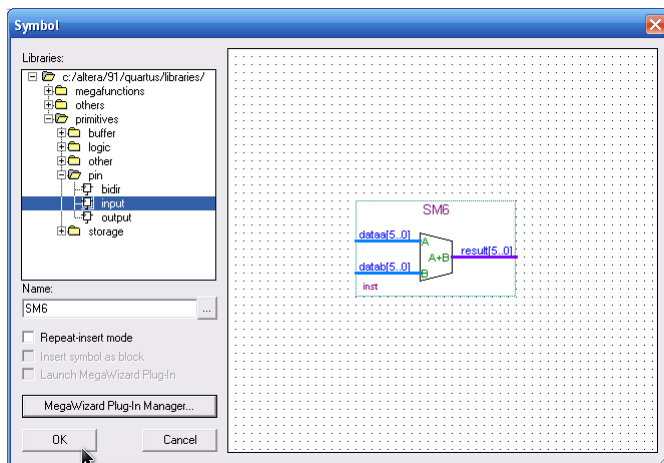 Symbol
Libraries:
c:/altera/91/quartus/libraries/
megafunctions
others
primitives
buffer
logic
other
pin
bidir
input
output
storage
Name:
SM6
...
Repeat-insert mode
Insert symbol as block
Launch MegaWizard Plug-In
MegaWizard Plug-In Manager...
OK
Cancel
SM6
dataa[5..0]
A
A+B
result[5..0]
datab[5..0]
B
inst